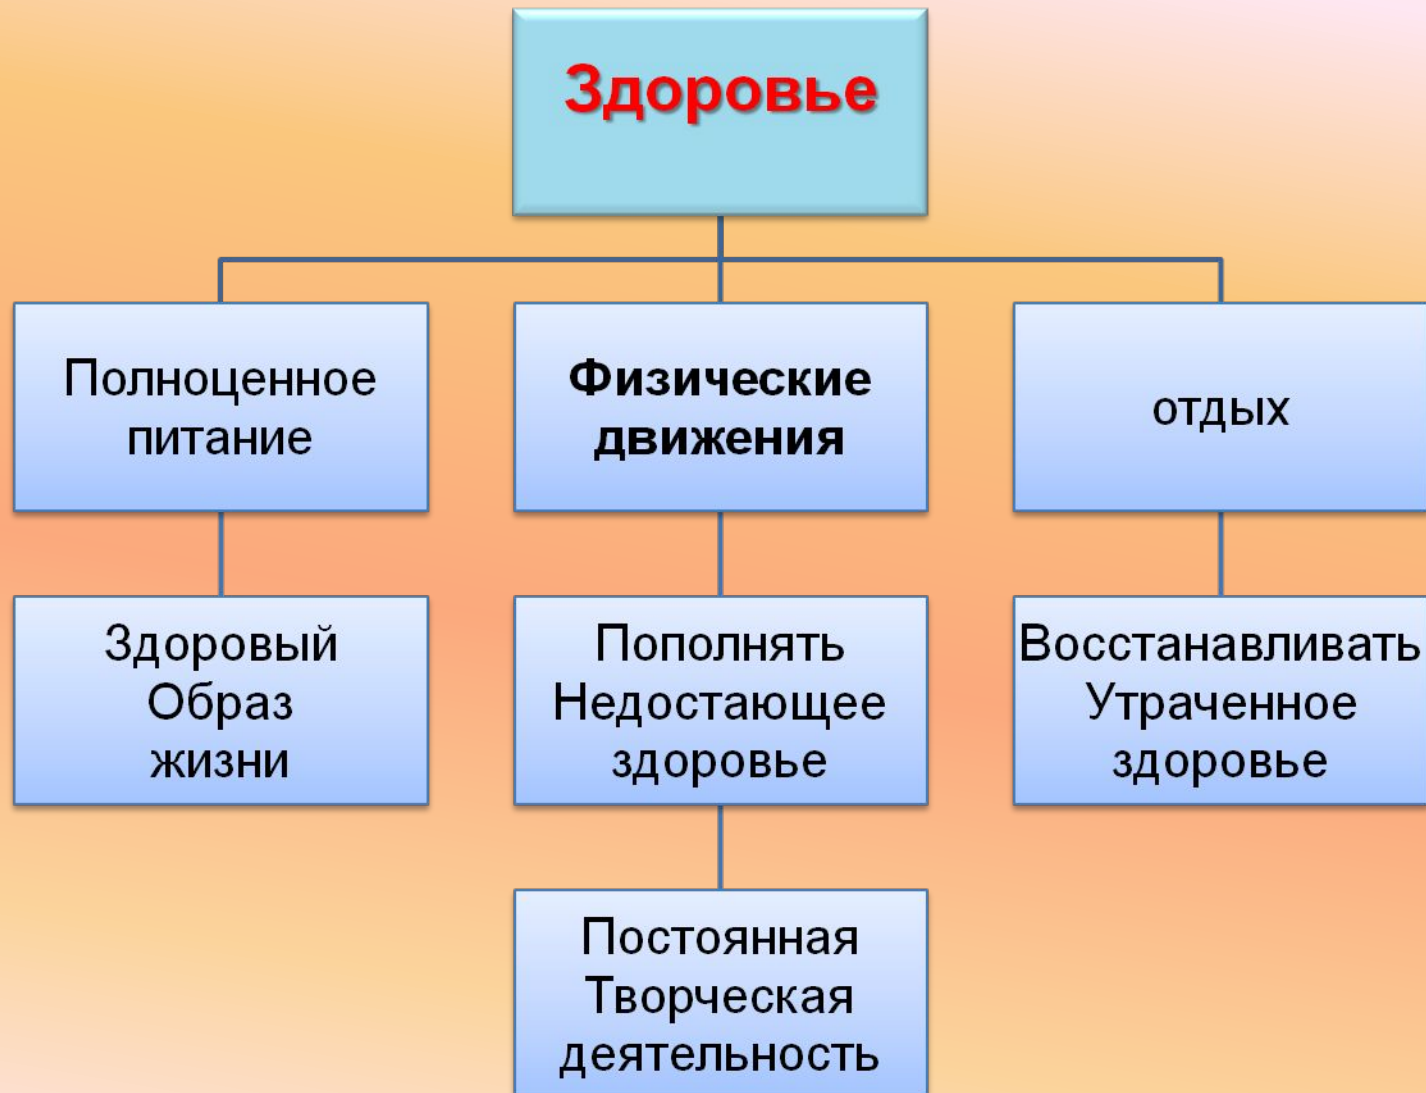 Здоровье
Полноценное
питание
Физические
движения
отдых
Здоровый
Образ
жизни
Пополнять
Недостающее
здоровье
Восстанавливать
Утраченное
здоровье
Постоянная
Творческая
деятельность